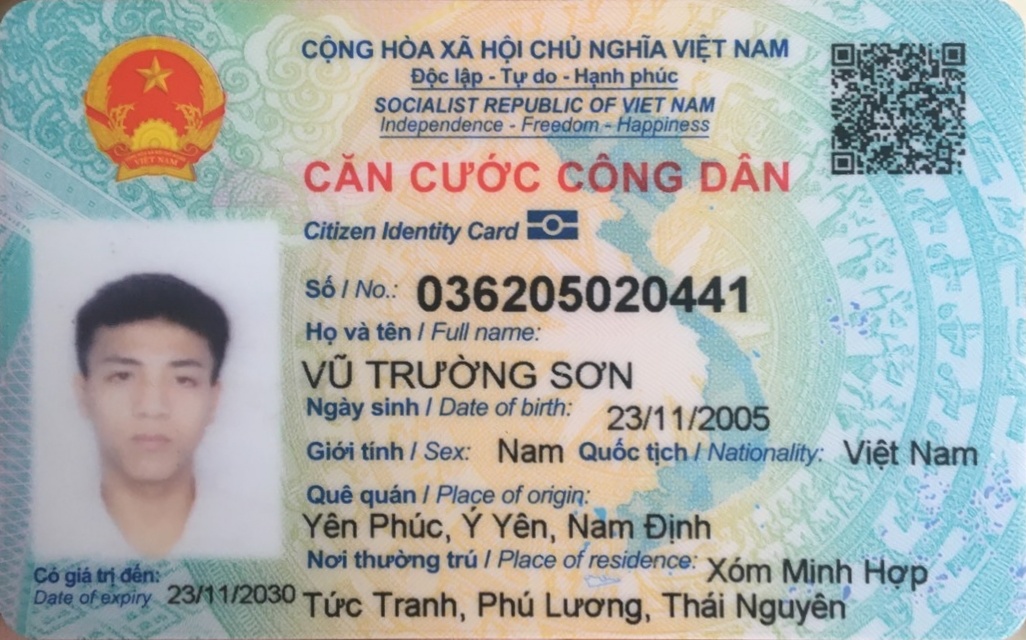 CỘNG HÒA XÃ HỘI CHỦ NGHĨA VIỆT NAM
Độc lập - Tự do - Hạnh phúc
SOCIALIST REPUBLIC OF VIET NAM
Independence - Freedom - Happiness
CĂN CƯỚC CÔNG DÂN
Citizen Identity Card
VIỆT NAM
Số / No.: 036205020441
Họ và tên / Full name:
VŨ TRƯỜNG SƠN
Ngày sinh / Date of birth: 23/11/2005
Giới tính / Sex: Nam Quốc tịch / Nationality: Việt Nam
Quê quán / Place of origin:
Yên Phúc, Ý Yên, Nam Định
Nơi thường trú / Place of residence: Xóm Minh Hợp
Tức Tranh, Phú Lương, Thái Nguyên
Có giá trị đến:
Date of expiry 23/11/2030